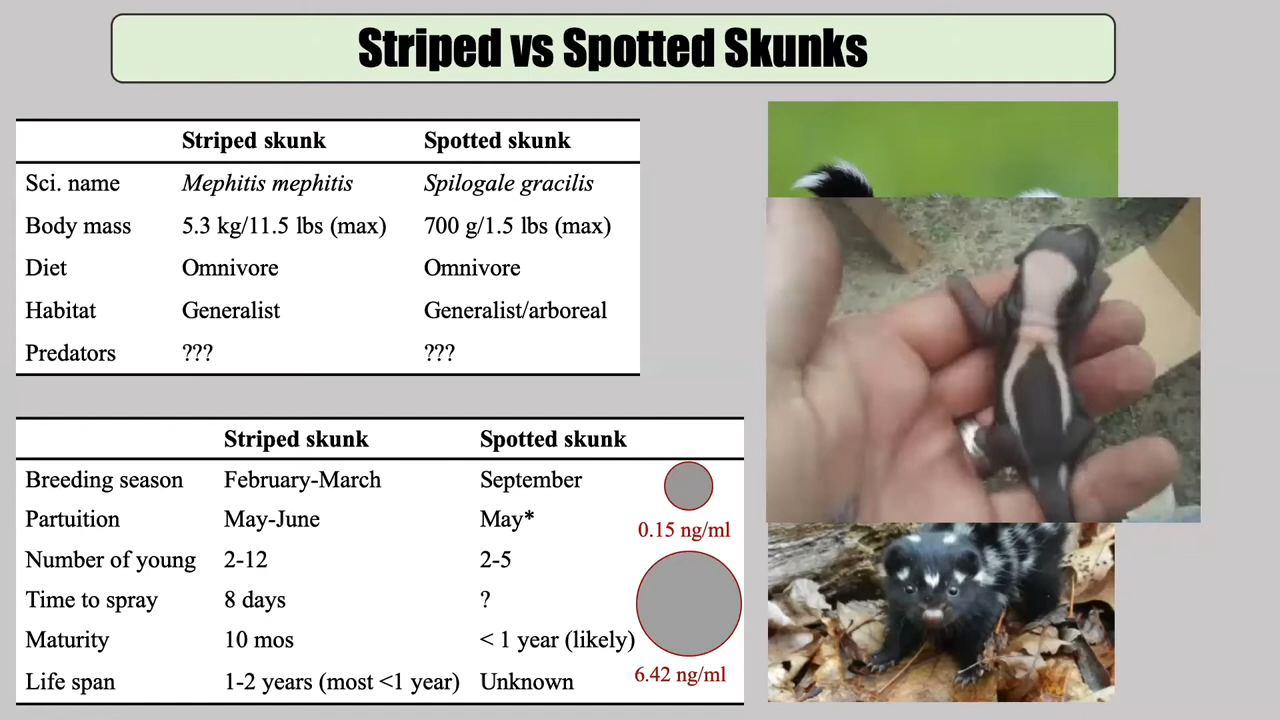 Striped vs Spotted Skunks
Striped skunk Spotted skunk
Sci. name Mephitis mephitis Spilogale gracilis
Body mass 5.3 kg/11.5 lbs (max) 700 g/1.5 lbs (max)
Diet Omnivore Omnivore
Habitat Generalist Generalist/arboreal
Predators ??? ???
Striped skunk Spotted skunk
Breeding season February-March September
Partuition May-June May*
0.15 ng/ml
Number of young 2-12 2-5
Time to spray 8 days ?
Maturity 10 mos < 1 year (likely)
Life span 1-2 years (most <1 year) Unknown
6.42 ng/ml